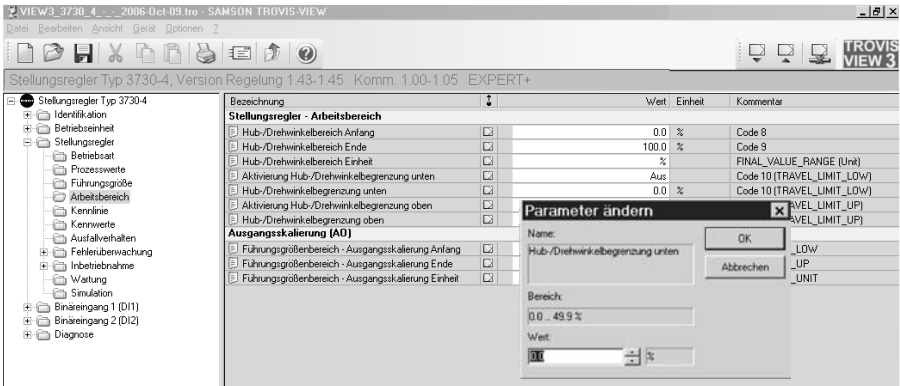 VIEW3_3730_4_-_-_2006-Oct-09.tro - SAMSON TROVIS-VIEW
Datei Bearbeiten Ansicht Gerät Optionen ?
TROVIS
VIEW 3
Stellungsregler Typ 3730-4, Version Regelung 1.43-1.45 Komm. 1.00-1.05 EXPERT+
Stellungsregler Typ 3730-4
Identifikation
Betriebseinheit
Stellungsregler
Betriebsart
Prozesswerte
Führungsgröße
Arbeitsbereich
Kennlinie
Kennwerte
Ausfallverhalten
Fehlerüberwachung
Inbetriebnahme
Wartung
Simulation
Binäreingang 1 (DI1)
Binäreingang 2 (DI2)
Diagnose
Bezeichnung Wert Einheit Kommentar
Stellungsregler - Arbeitsbereich
Hub-/Drehwinkelbereich Anfang 0.0 % Code 8
Hub-/Drehwinkelbereich Ende 100.0 % Code 9
Hub-/Drehwinkelbereich Einheit % FINAL_VALUE_RANGE (Unit)
Aktivierung Hub-/Drehwinkelbegrenzung unten Aus Code 10 (TRAVEL_LIMIT_LOW)
Hub-/Drehwinkelbegrenzung unten 0.0 % Code 10 (TRAVEL_LIMIT_LOW)
Aktivierung Hub-/Drehwinkelbegrenzung oben AVEL_LIMIT_UP)
Hub-/Drehwinkelbegrenzung oben AVEL_LIMIT_UP)
Ausgangsskalierung (AO)
Führungsgrößenbereich - Ausgangsskalierung Anfang _LOW
Führungsgrößenbereich - Ausgangsskalierung Ende _UP
Führungsgrößenbereich - Ausgangsskalierung Einheit _UNIT
Parameter ändern
Name:
Hub-/Drehwinkelbegrenzung unten
OK
Abbrechen
Bereich:
0.0 .. 49.9 %
Wert:
0.0 %